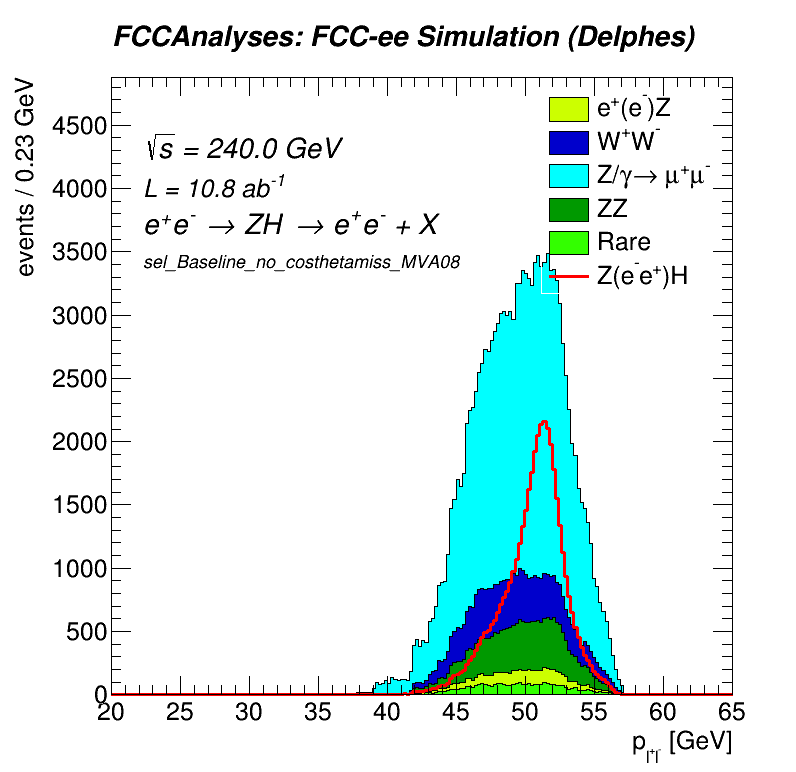 FCCAnalyses: FCC-ee Simulation (Delphes)
events / 0.23 GeV
√s = 240.0 GeV
L = 10.8 ab⁻¹
e⁺e⁻ → ZH → e⁺e⁻ + X
sel_Baseline_no_costhetamiss_MVA08
e⁺(e⁻)Z
W⁺W⁻
Z/γ→ μ⁺μ⁻
ZZ
Rare
Z(e⁻e⁺)H
4500
4000
3500
3000
2500
2000
1500
1000
500
0
20 25 30 35 40 45 50 55 60 65
p_l⁺l⁻ [GeV]